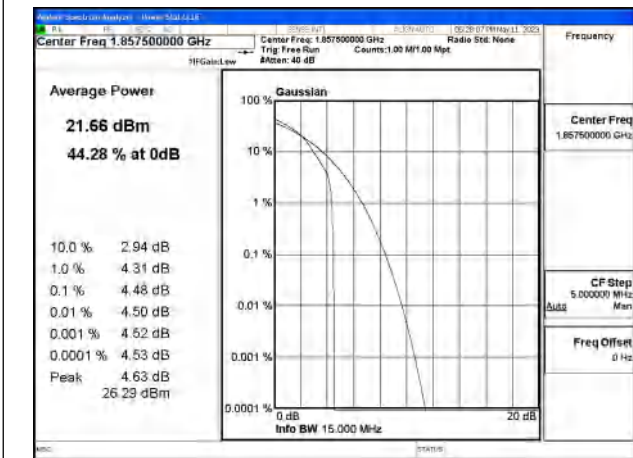 Center Freq 1.857500000 GHz
Center Freq: 1.857500000 GHz
Radio Std: None
Trig: Free Run
Counts:1.00 M/1.00 Mpt
#IFGain:Low
#Atten: 40 dB
Frequency
Average Power
21.66 dBm
44.28 % at 0dB
10.0 % 2.94 dB
1.0 % 4.31 dB
0.1 % 4.48 dB
0.01 % 4.50 dB
0.001 % 4.52 dB
0.0001 % 4.53 dB
Peak 4.63 dB
26.29 dBm
Gaussian
100 %
10 %
1 %
0.1 %
0.01 %
0.001 %
0.0001 %
0 dB
20 dB
Info BW 15.000 MHz
Center Freq
1.857500000 GHz
CF Step
5.000000 MHz
Auto Man
Freq Offset
0 Hz
MSG
STATUS